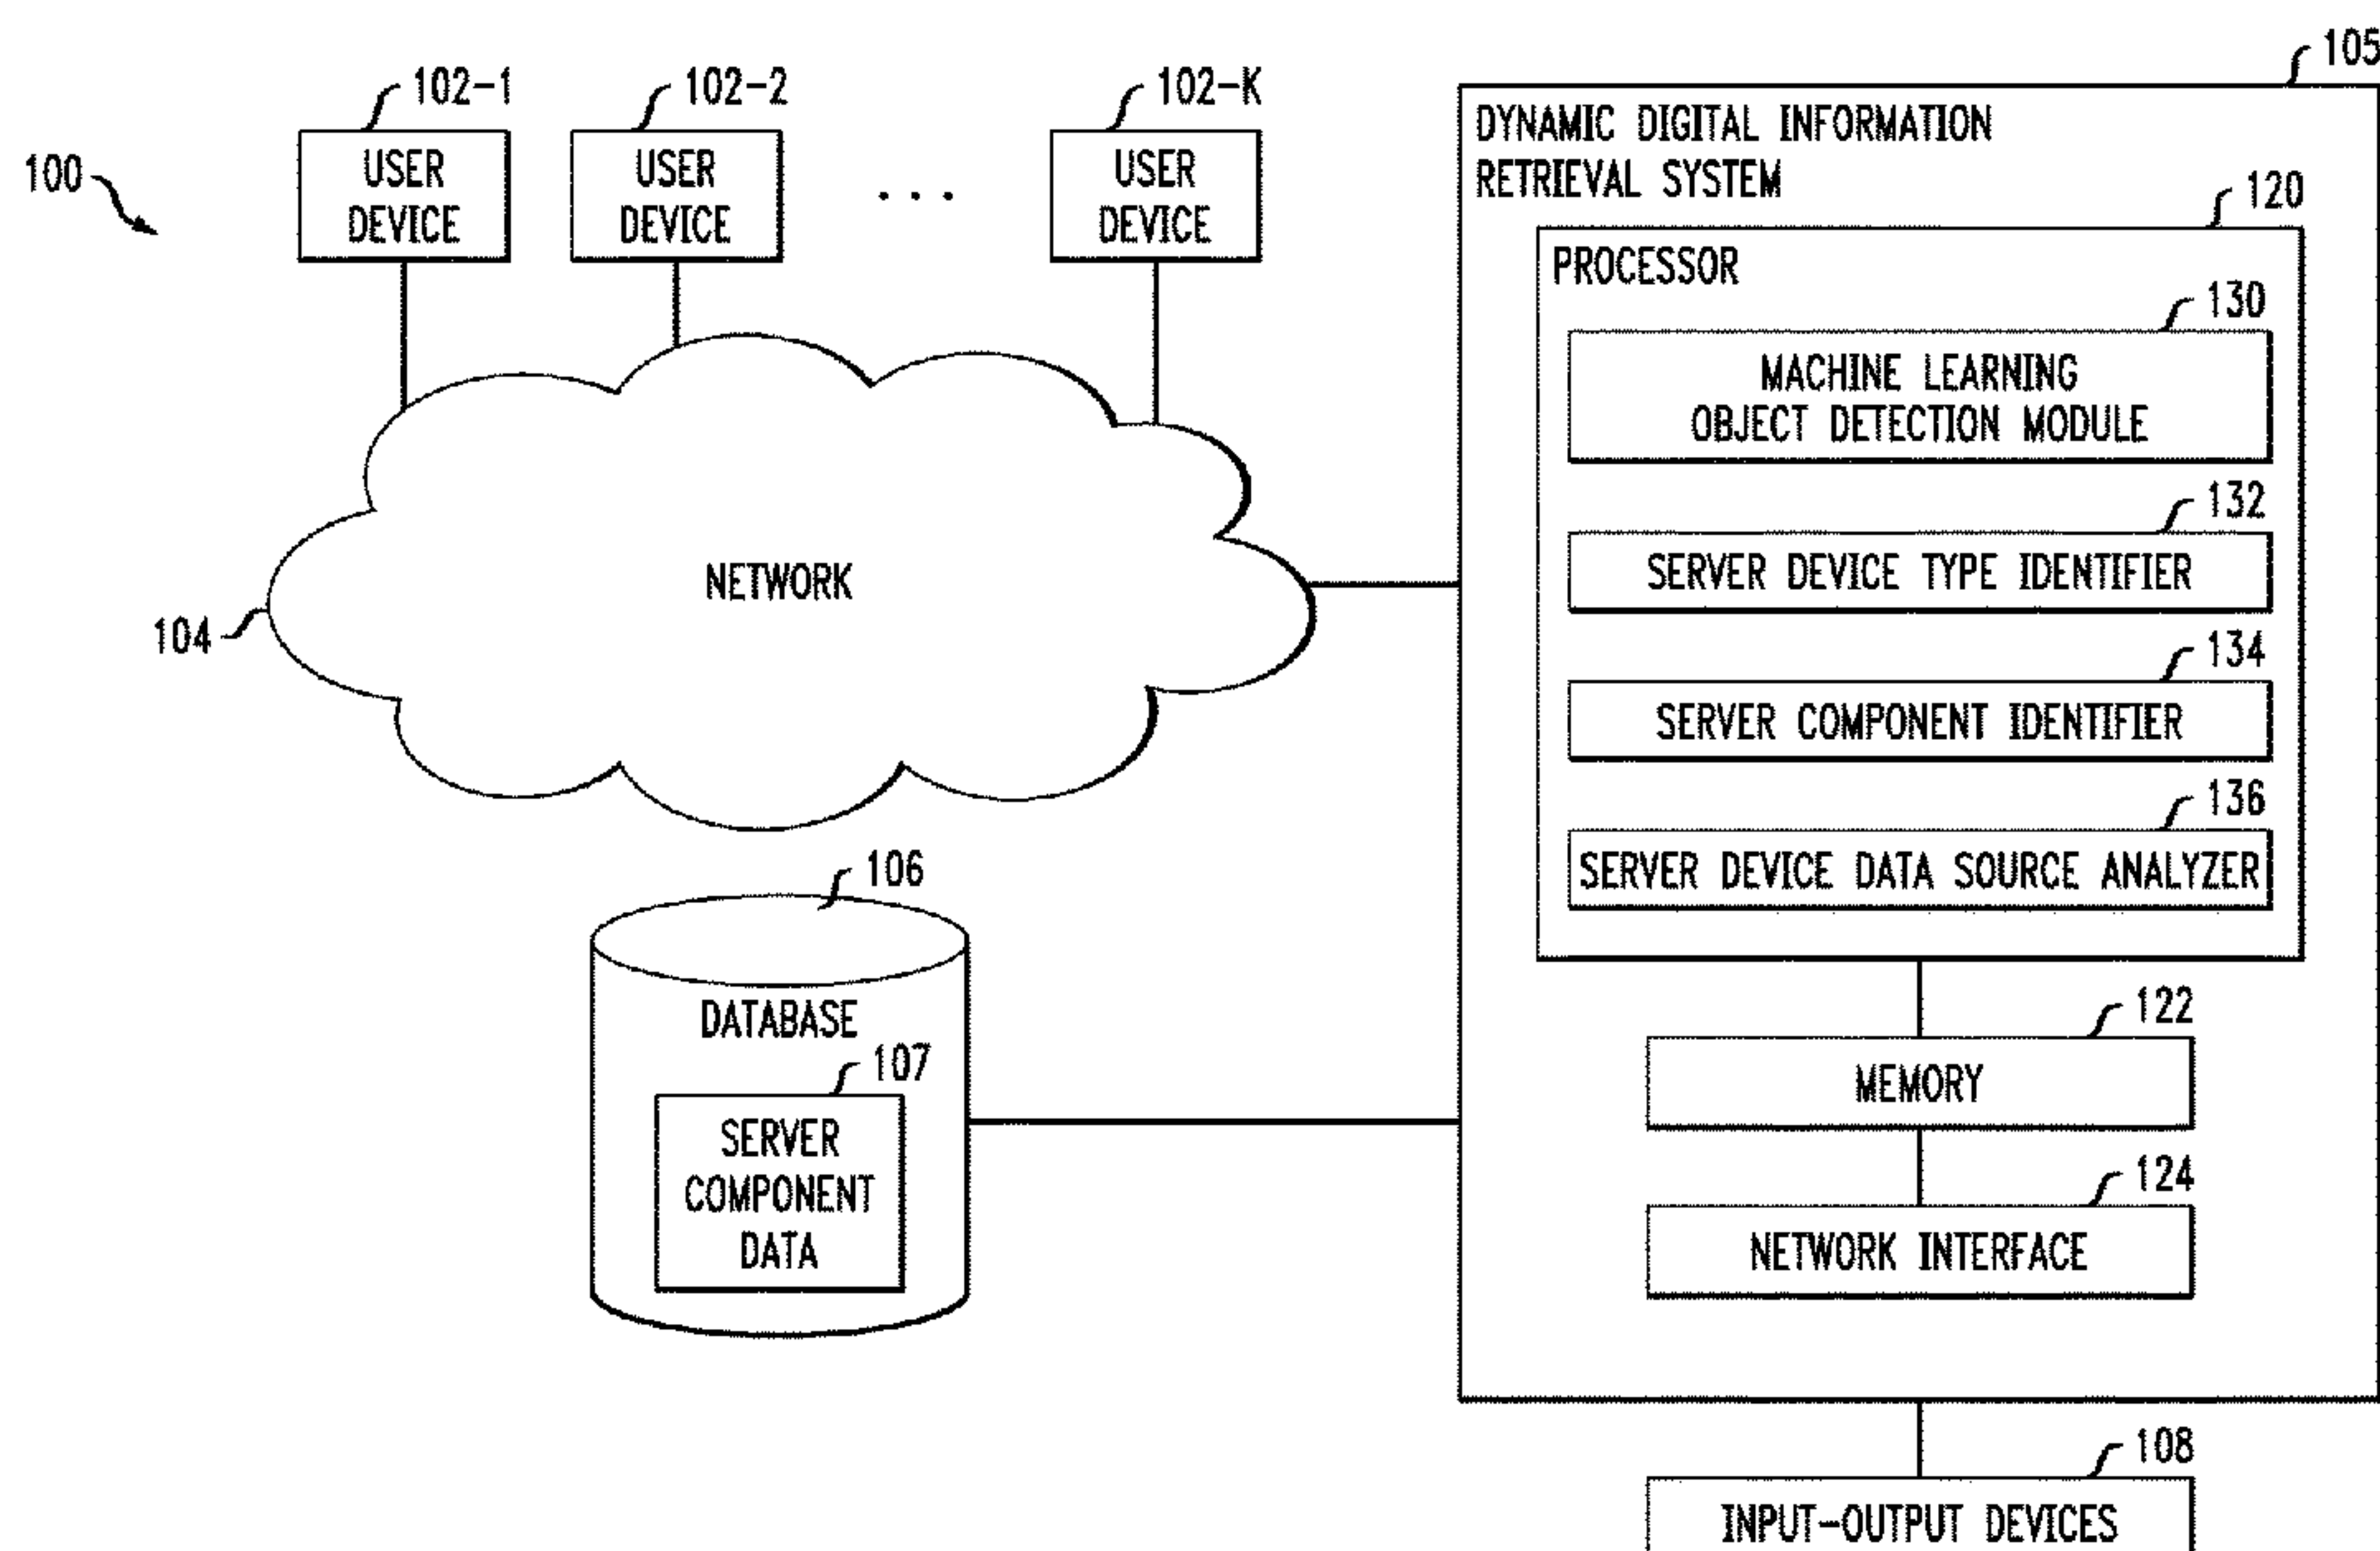 100
102-1
USER
DEVICE
102-2
USER
DEVICE
. . .
102-K
USER
DEVICE
NETWORK
104
106
DATABASE
107
SERVER
COMPONENT
DATA
105
DYNAMIC DIGITAL INFORMATION
RETRIEVAL SYSTEM
120
PROCESSOR
130
MACHINE LEARNING
OBJECT DETECTION MODULE
132
SERVER DEVICE TYPE IDENTIFIER
134
SERVER COMPONENT IDENTIFIER
136
SERVER DEVICE DATA SOURCE ANALYZER
122
MEMORY
124
NETWORK INTERFACE
108
INPUT-OUTPUT DEVICES